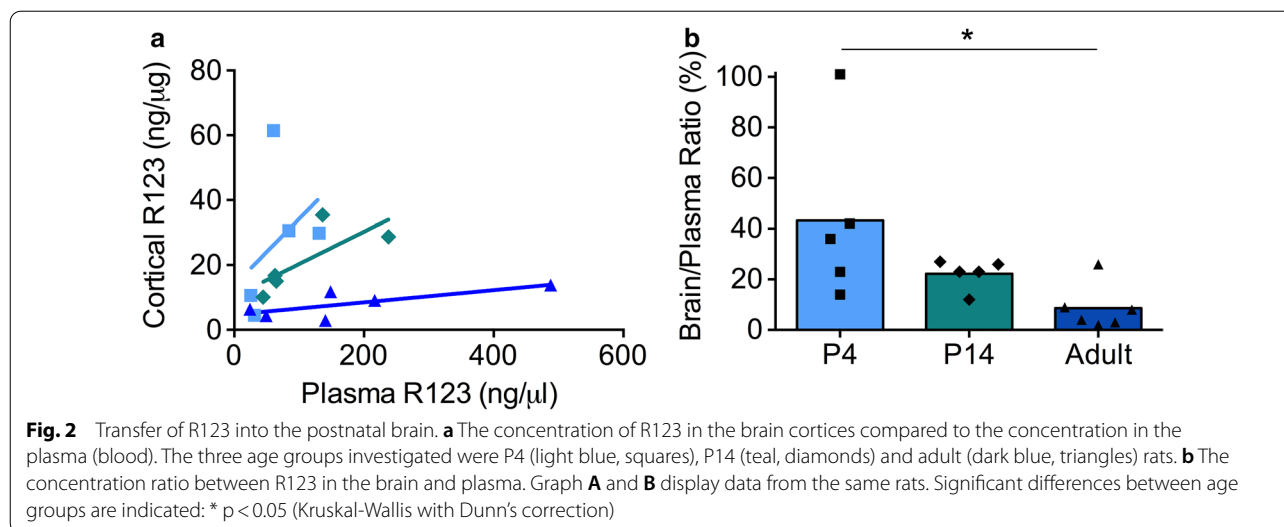 a
b
*
Cortical R123 (ng/µg)
80
60
40
20
0
0
200
400
600
Plasma R123 (ng/µl)
Brain/Plasma Ratio (%)
100
80
60
40
20
0
P4
P14
Adult
Fig. 2 Transfer of R123 into the postnatal brain. a The concentration of R123 in the brain cortices compared to the concentration in the
plasma (blood). The three age groups investigated were P4 (light blue, squares), P14 (teal, diamonds) and adult (dark blue, triangles) rats. b The
concentration ratio between R123 in the brain and plasma. Graph A and B display data from the same rats. Significant differences between age
groups are indicated: * p < 0.05 (Kruskal-Wallis with Dunn's correction)